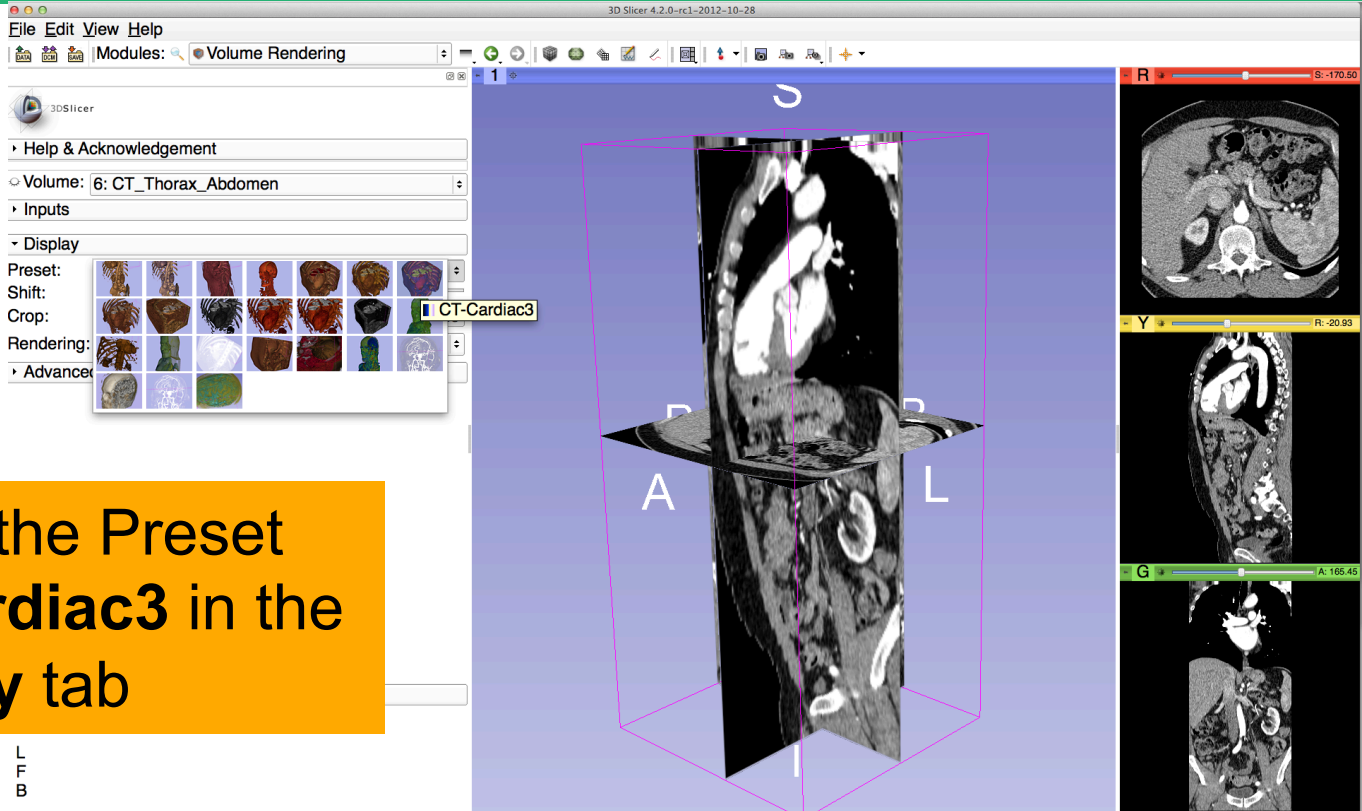 3D Slicer 4.2.0-rc1-2012-10-28
File Edit View Help
DATA DCM SAVE Modules: Volume Rendering
1
R S: -170.50
3DSlicer
S
Help & Acknowledgement
Volume: 6: CT_Thorax_Abdomen
Inputs
Display
Preset:
Shift:
Crop:
CT-Cardiac3
Rendering:
Y R: -20.93
Advanced
A
L
the Preset
rdiac3 in the
y tab
G A: 165.45
I
L
F
B